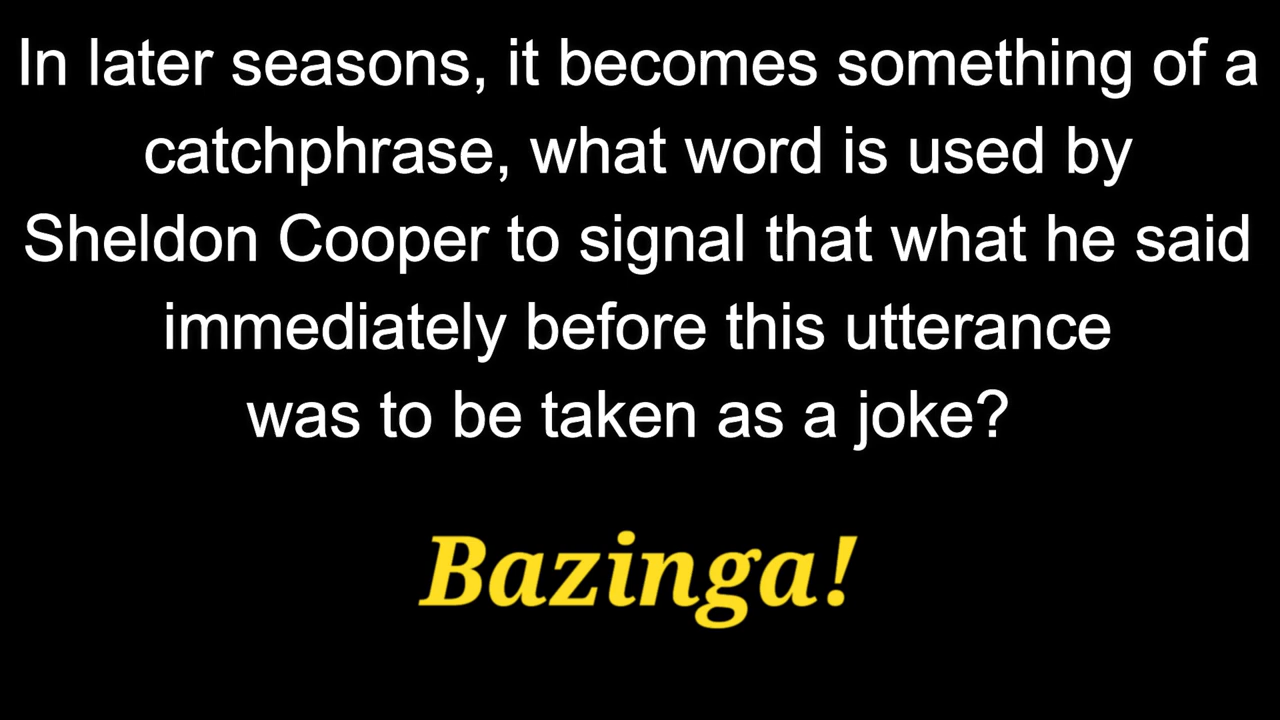 In later seasons, it becomes something of a
catchphrase, what word is used by
Sheldon Cooper to signal that what he said
immediately before this utterance
was to be taken as a joke?
Bazinga!